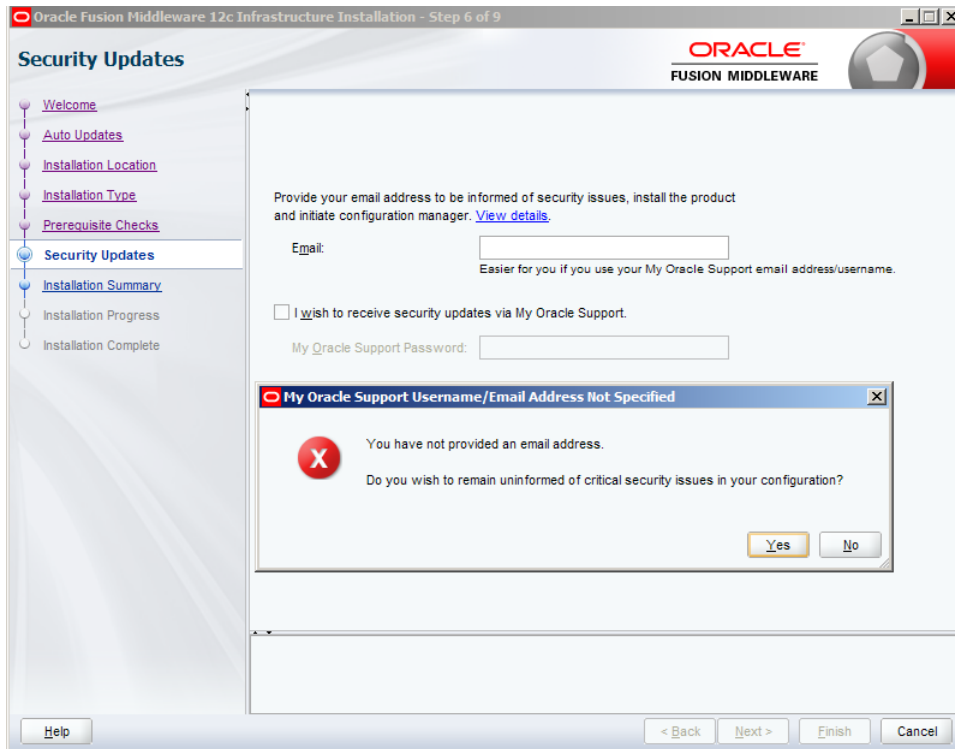 Oracle Fusion Middleware 12c Infrastructure Installation - Step 6 of 9
Security Updates
ORACLE
FUSION MIDDLEWARE
Welcome
Auto Updates
Installation Location
Installation Type
Prerequisite Checks
Security Updates
Installation Summary
Installation Progress
Installation Complete
Provide your email address to be informed of security issues, install the product
and initiate configuration manager. View details.
Email:
Easier for you if you use your My Oracle Support email address/username.
I wish to receive security updates via My Oracle Support.
My Oracle Support Password:
My Oracle Support Username/Email Address Not Specified
You have not provided an email address.
Do you wish to remain uninformed of critical security issues in your configuration?
Yes
No
Help
< Back
Next >
Finish
Cancel